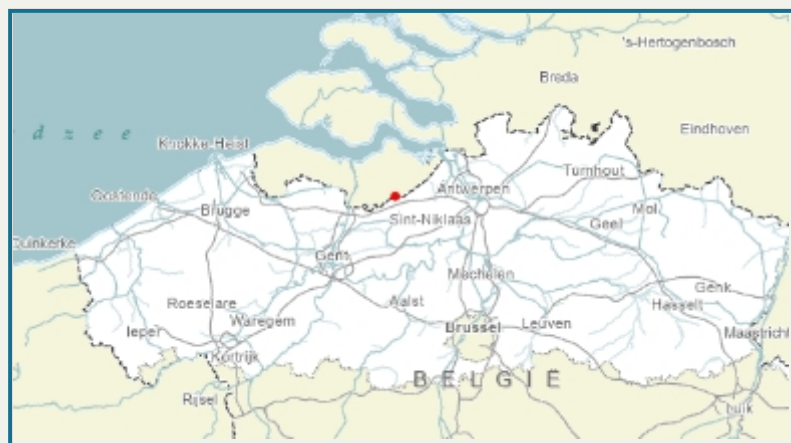 's-Hertogenbosch
Breda
d z e e
Eindhoven
Knokke-Heist
Turnhout
Antwerpen
Oostende
Mol
Brugge
Sint-Niklaas
Geel
Duinkerke
Gent
Mechelen
Genk
Roeselare
Aalst
Hasselt
Waregem
Ieper
Brussel
Leuven
Maastricht
Kortrijk
BELGIË
Rijsel
Luik